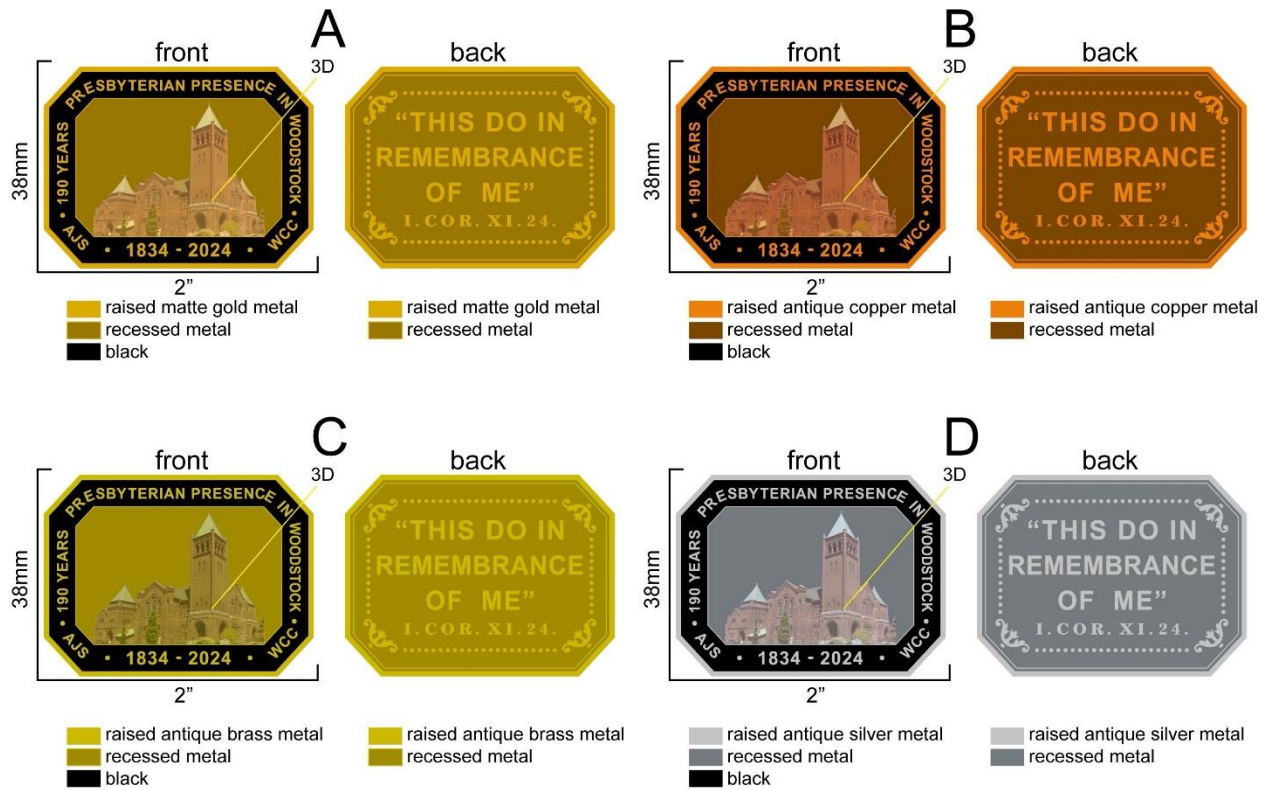 A
front
back
3D
PRESBYTERIAN PRESENCE IN
WOODSTOCK • WCC
• 1834 - 2024 •
AJS • 190 YEARS
“THIS DO IN
REMEMBRANCE
OF ME”
I. COR. XI. 24.
38mm
2”
raised matte gold metal
recessed metal
black
raised matte gold metal
recessed metal
B
front
back
3D
PRESBYTERIAN PRESENCE IN
WOODSTOCK • WCC
• 1834 - 2024 •
AJS • 190 YEARS
“THIS DO IN
REMEMBRANCE
OF ME”
I. COR. XI. 24.
38mm
2”
raised antique copper metal
recessed metal
black
raised antique copper metal
recessed metal
C
front
back
3D
PRESBYTERIAN PRESENCE IN
WOODSTOCK • WCC
• 1834 - 2024 •
AJS • 190 YEARS
“THIS DO IN
REMEMBRANCE
OF ME”
I. COR. XI. 24.
38mm
2”
raised antique brass metal
recessed metal
black
raised antique brass metal
recessed metal
D
front
back
3D
PRESBYTERIAN PRESENCE IN
WOODSTOCK • WCC
• 1834 - 2024 •
AJS • 190 YEARS
“THIS DO IN
REMEMBRANCE
OF ME”
I. COR. XI. 24.
38mm
2”
raised antique silver metal
recessed metal
black
raised antique silver metal
recessed metal